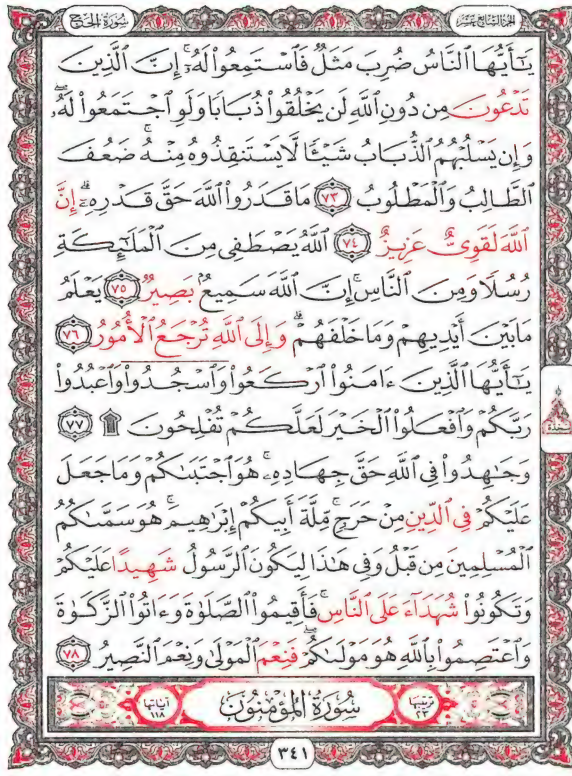 سُورَةُ الحَجّ
الجُزْءُ السَّابِعَ عَشَرَ
يَـٰٓأَيُّهَا ٱلنَّاسُ ضُرِبَ مَثَلٌ فَٱسْتَمِعُوا۟ لَهُۥٓ ۚ إِنَّ ٱلَّذِينَ
تَدْعُونَ مِن دُونِ ٱللَّهِ لَن يَخْلُقُوا۟ ذُبَابًا وَلَوِ ٱجْتَمَعُوا۟ لَهُۥ ۖ
وَإِن يَسْلُبْهُمُ ٱلذُّبَابُ شَيْـًٔا لَّا يَسْتَنقِذُوهُ مِنْهُ ۚ ضَعُفَ
ٱلطَّالِبُ وَٱلْمَطْلُوبُ ٧٣ مَا قَدَرُوا۟ ٱللَّهَ حَقَّ قَدْرِهِۦٓ ۗ إِنَّ
ٱللَّهَ لَقَوِىٌّ عَزِيزٌ ٧٤ ٱللَّهُ يَصْطَفِى مِنَ ٱلْمَلَـٰٓئِكَةِ
رُسُلًا وَمِنَ ٱلنَّاسِ ۚ إِنَّ ٱللَّهَ سَمِيعٌۢ بَصِيرٌ ٧٥ يَعْلَمُ
مَا بَيْنَ أَيْدِيهِمْ وَمَا خَلْفَهُمْ ۗ وَإِلَى ٱللَّهِ تُرْجَعُ ٱلْأُمُورُ ٧٦
يَـٰٓأَيُّهَا ٱلَّذِينَ ءَامَنُوا۟ ٱرْكَعُوا۟ وَٱسْجُدُوا۟ وَٱعْبُدُوا۟
رَبَّكُمْ وَٱفْعَلُوا۟ ٱلْخَيْرَ لَعَلَّكُمْ تُفْلِحُونَ ۩ ٧٧
سَجْدَة
وَجَـٰهِدُوا۟ فِى ٱللَّهِ حَقَّ جِهَادِهِۦ ۚ هُوَ ٱجْتَبَىٰكُمْ وَمَا جَعَلَ
عَلَيْكُمْ فِى ٱلدِّينِ مِنْ حَرَجٍ ۚ مِّلَّةَ أَبِيكُمْ إِبْرَٰهِيمَ ۚ هُوَ سَمَّىٰكُمُ
ٱلْمُسْلِمِينَ مِن قَبْلُ وَفِى هَـٰذَا لِيَكُونَ ٱلرَّسُولُ شَهِيدًا عَلَيْكُمْ
وَتَكُونُوا۟ شُهَدَآءَ عَلَى ٱلنَّاسِ ۚ فَأَقِيمُوا۟ ٱلصَّلَوٰةَ وَءَاتُوا۟ ٱلزَّكَوٰةَ
وَٱعْتَصِمُوا۟ بِٱللَّهِ هُوَ مَوْلَىٰكُمْ ۖ فَنِعْمَ ٱلْمَوْلَىٰ وَنِعْمَ ٱلنَّصِيرُ ٧٨
ترتيبها ٢٣
سُورَةُ المُؤْمِنُونَ
آياتها ١١٨
٣٤١